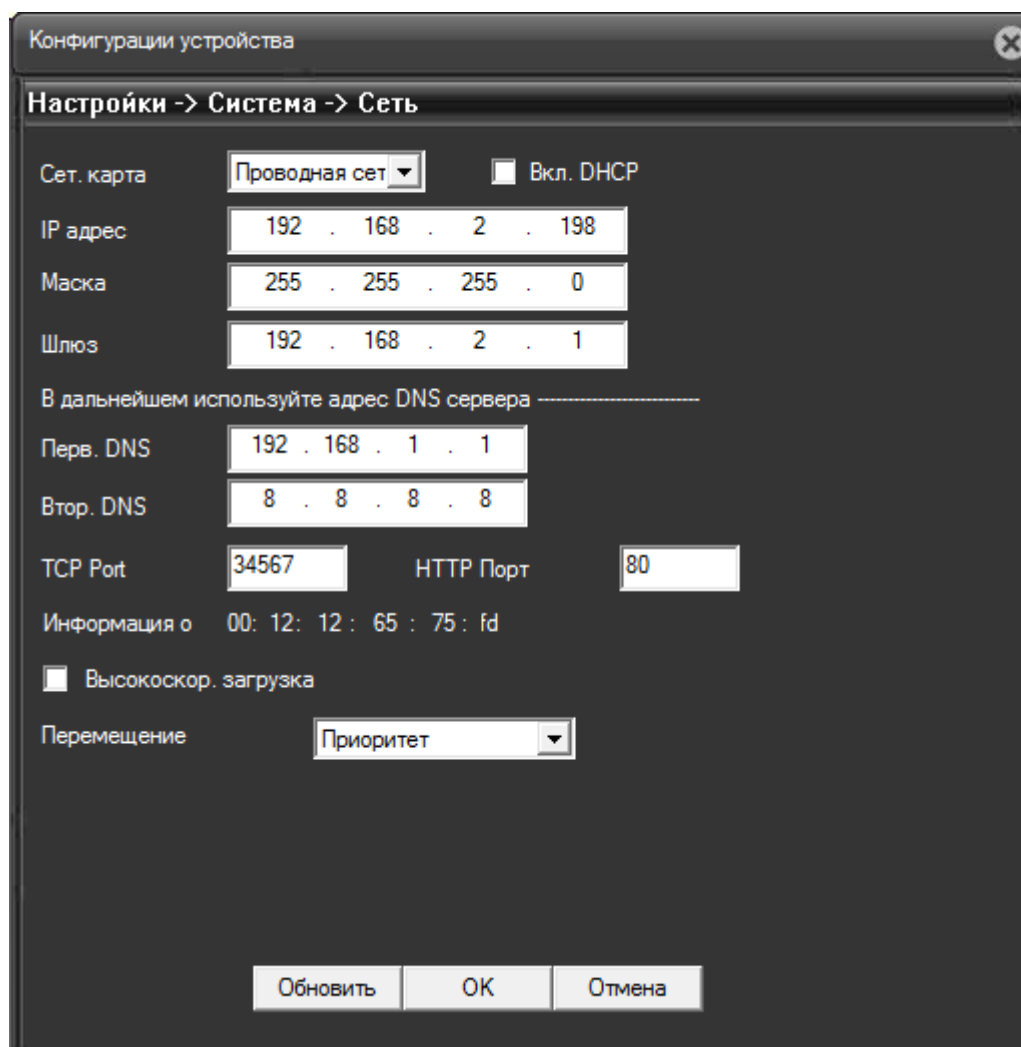 Конфигурации устройства
Настройки -> Система -> Сеть
Сет. карта Проводная сет Вкл. DHCP
IP адрес 192 . 168 . 2 . 198
Маска 255 . 255 . 255 . 0
Шлюз 192 . 168 . 2 . 1
В дальнейшем используйте адрес DNS сервера ---------------------------
Перв. DNS 192 . 168 . 1 . 1
Втор. DNS 8 . 8 . 8 . 8
TCP Port 34567 HTTP Порт 80
Информация о 00: 12: 12 : 65 : 75 : fd
Высокоскор. загрузка
Перемещение Приоритет
Обновить OK Отмена